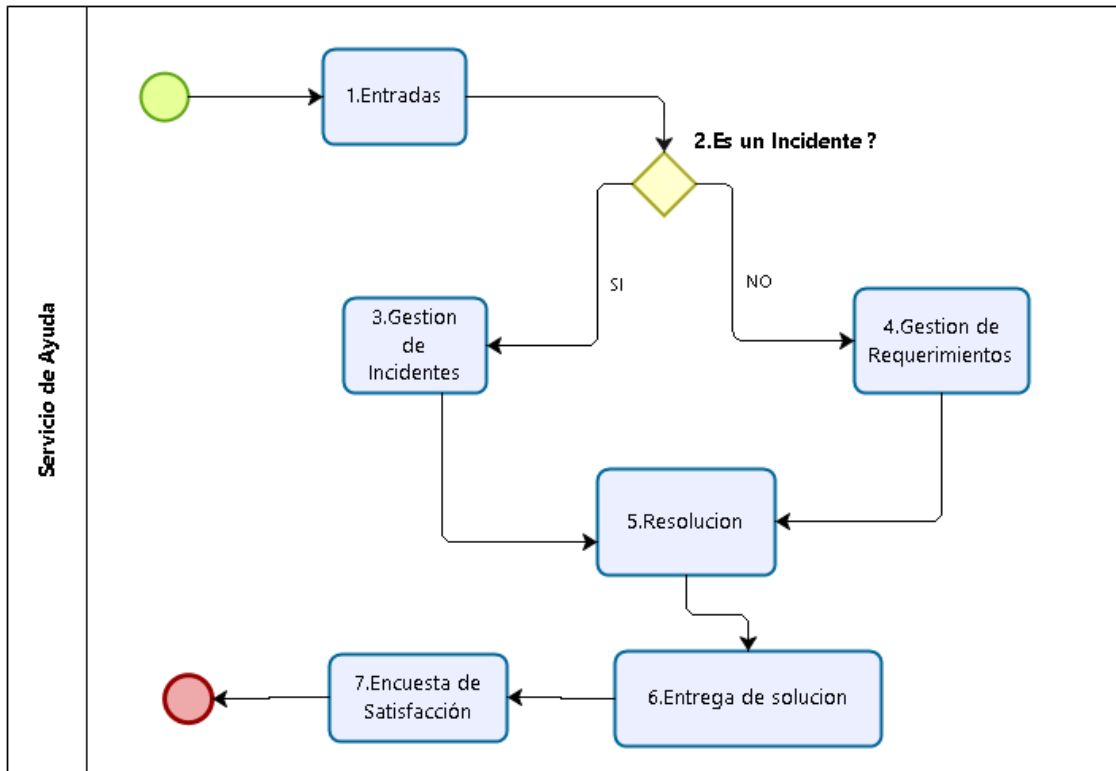 Servicio de Ayuda
1.Entradas
2.Es un Incidente ?
SI
NO
3.Gestion
de
Incidentes
4.Gestion de
Requerimientos
5.Resolucion
6.Entrega de solucion
7.Encuesta de
Satisfacción